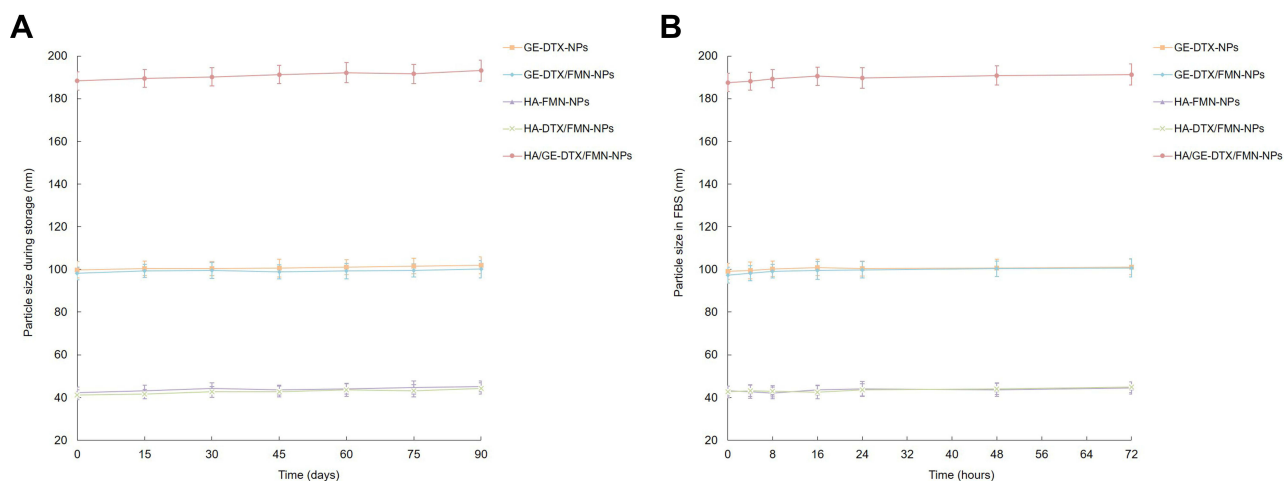 A
GE-DTX-NPs
GE-DTX/FMN-NPs
HA-FMN-NPs
HA-DTX/FMN-NPs
HA/GE-DTX/FMN-NPs
Particle size during storage (nm)
200
180
160
140
120
100
80
60
40
20
0 15 30 45 60 75 90
Time (days)
B
GE-DTX-NPs
GE-DTX/FMN-NPs
HA-FMN-NPs
HA-DTX/FMN-NPs
HA/GE-DTX/FMN-NPs
Particle size in FBS (nm)
200
180
160
140
120
100
80
60
40
20
0 8 16 24 32 40 48 56 64 72
Time (hours)